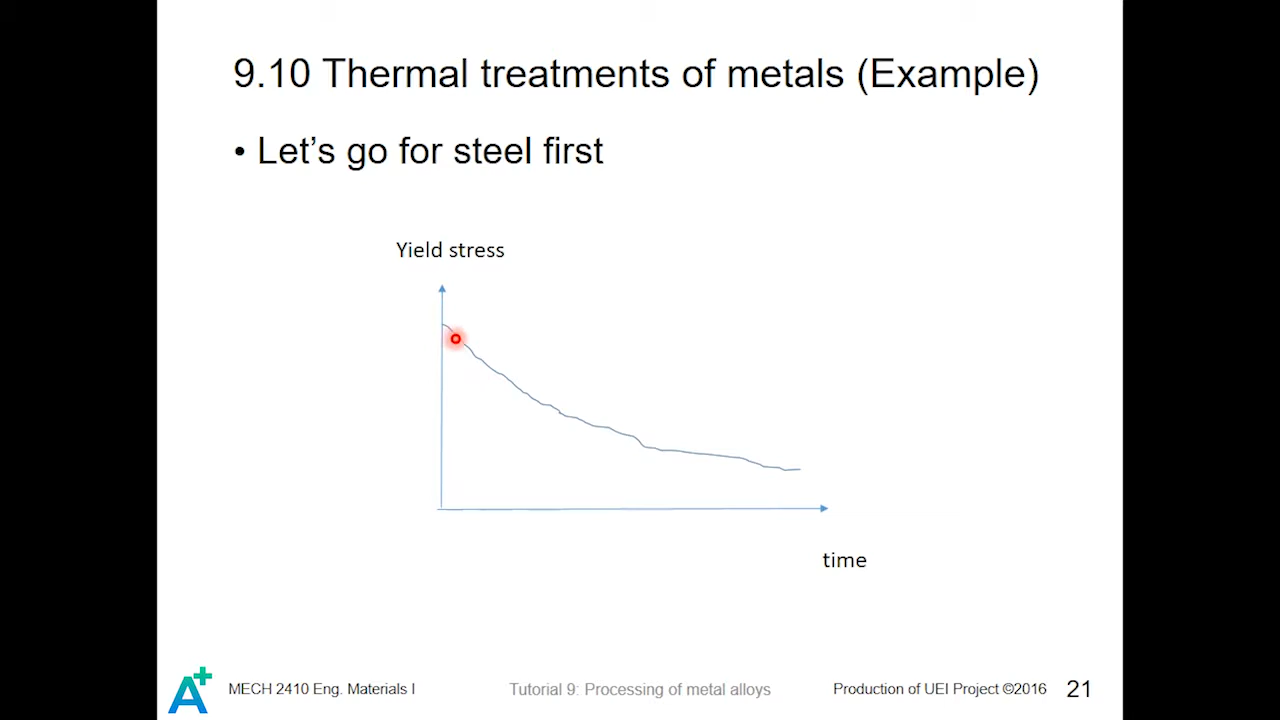 9.10 Thermal treatments of metals (Example)
• Let's go for steel first
Yield stress
time
A+
MECH 2410 Eng. Materials I
Tutorial 9: Processing of metal alloys
Production of UEI Project ©2016
21